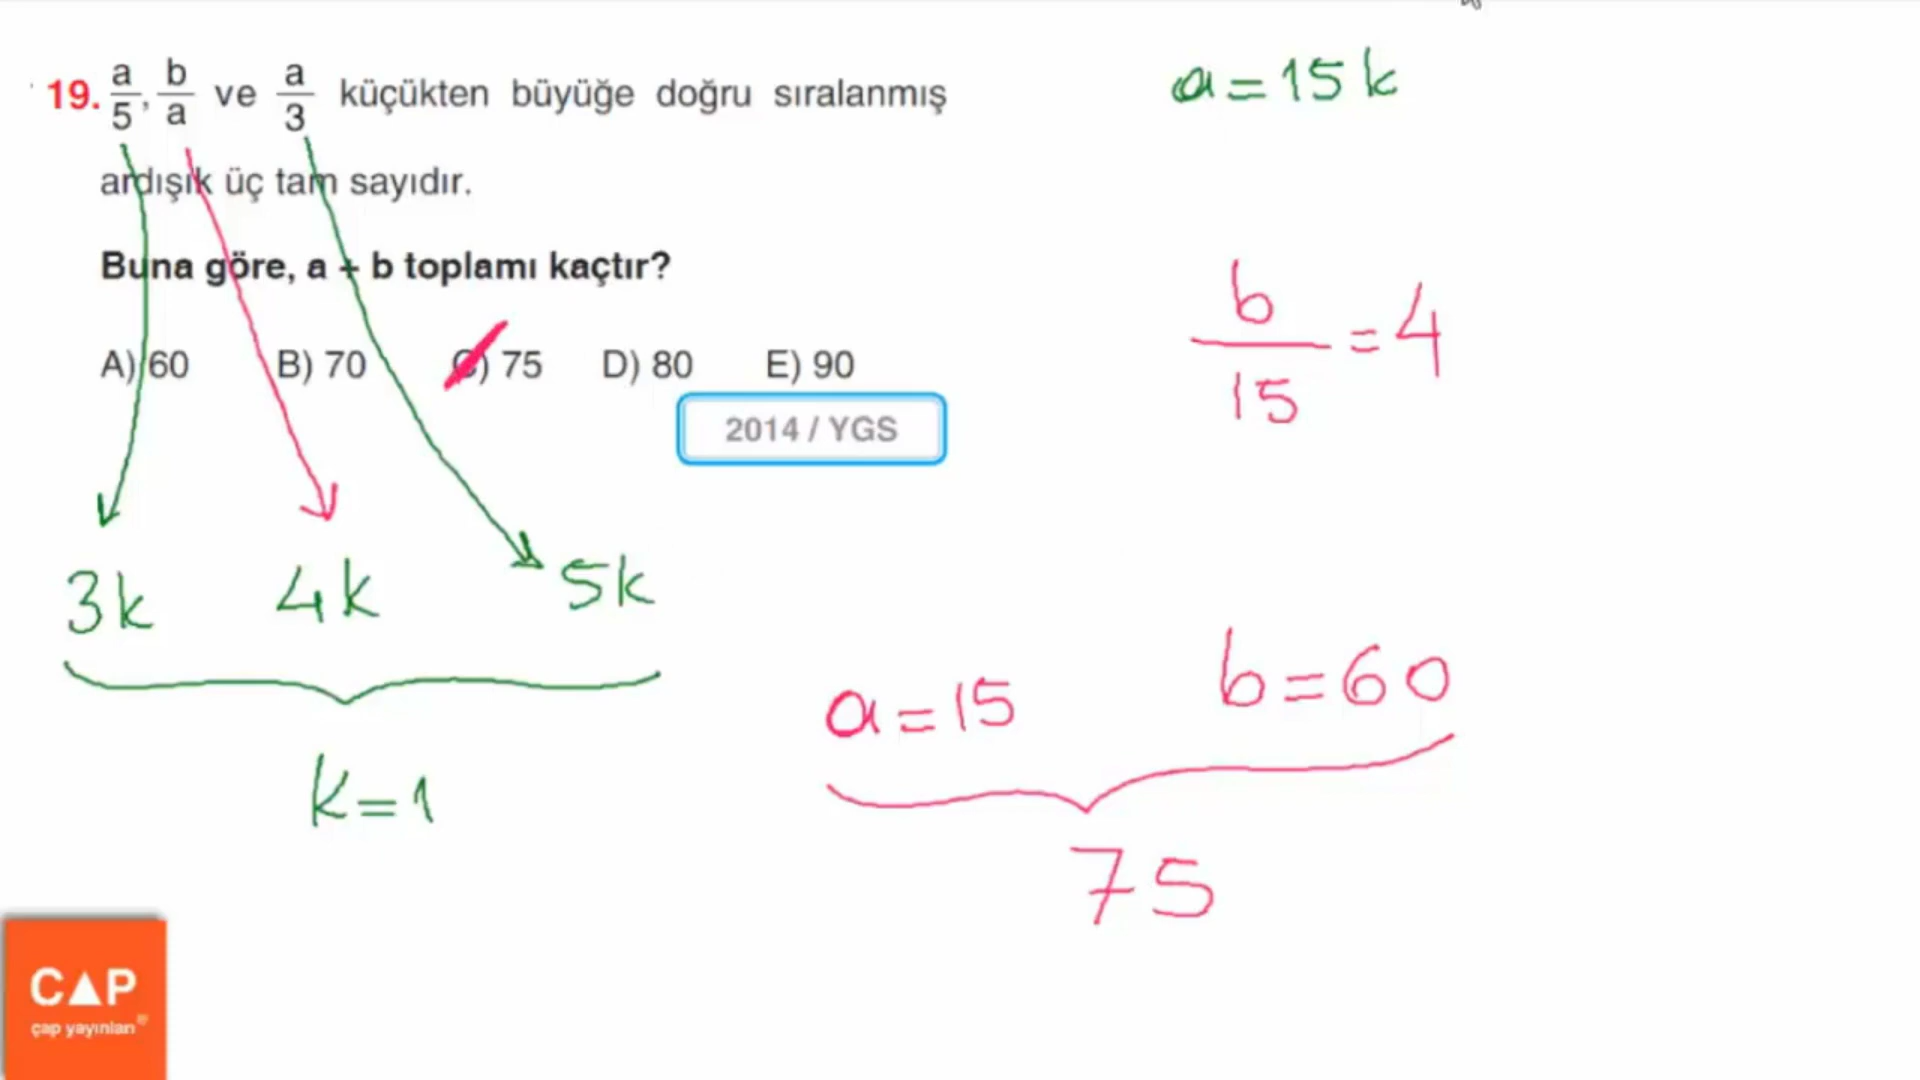 19. a/5, b/a ve a/3 küçükten büyüğe doğru sıralanmış
ardışık üç tam sayıdır.
Buna göre, a + b toplamı kaçtır?
A) 60 B) 70 C) 75 D) 80 E) 90
2014 / YGS
3k 4k 5k
k=1
a=15k
b/15=4
a=15 b=60
75
CAP
çap yayınları®